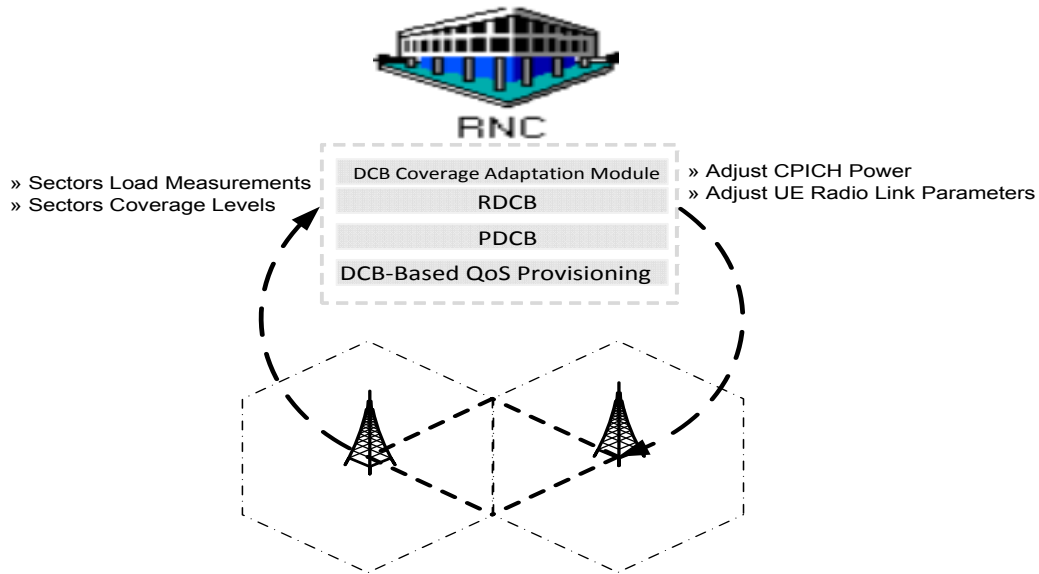 RNC
» Sectors Load Measurements
» Sectors Coverage Levels
DCB Coverage Adaptation Module
RDCB
PDCB
DCB-Based QoS Provisioning
» Adjust CPICH Power
» Adjust UE Radio Link Parameters